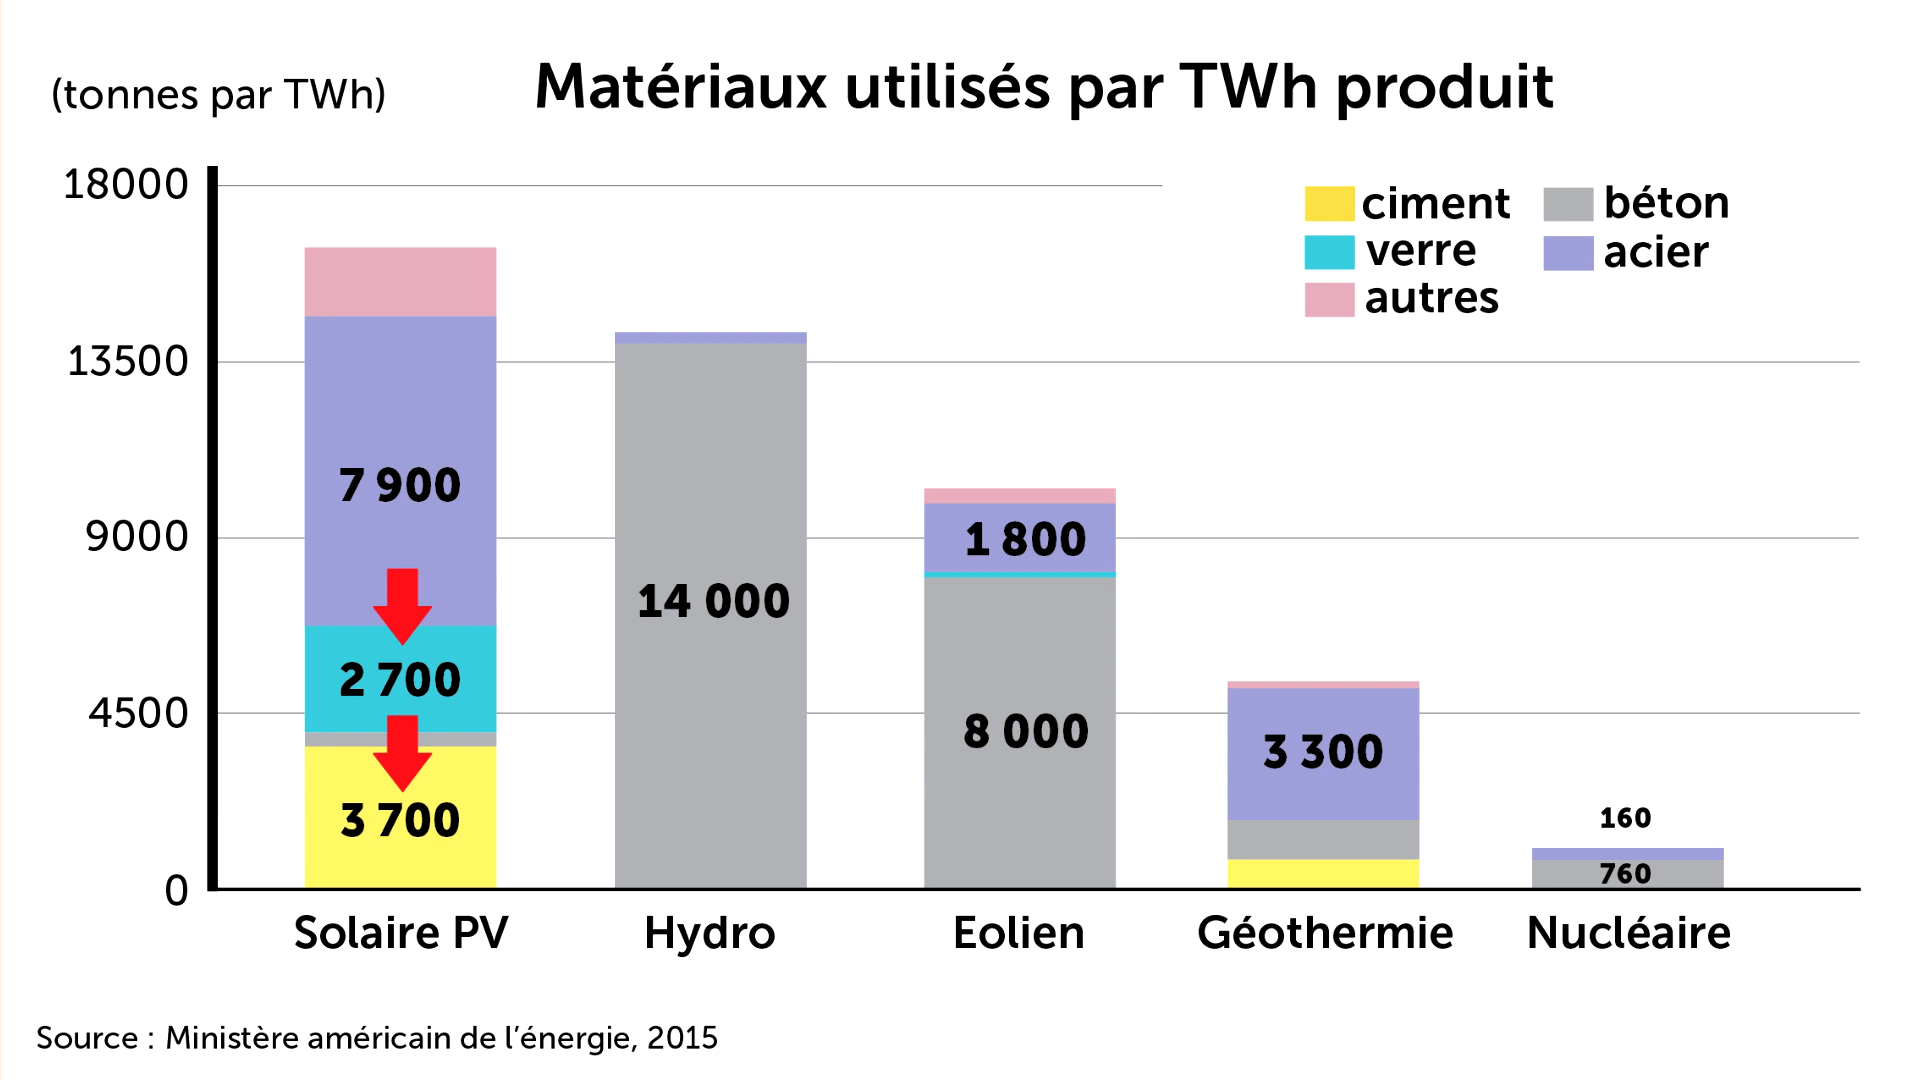 (tonnes par TWh)
Matériaux utilisés par TWh produit
18000
13500
9000
4500
0
ciment
béton
verre
acier
autres
7 900
2 700
3 700
14 000
1 800
8 000
3 300
160
760
Solaire PV
Hydro
Eolien
Géothermie
Nucléaire
Source : Ministère américain de l’énergie, 2015